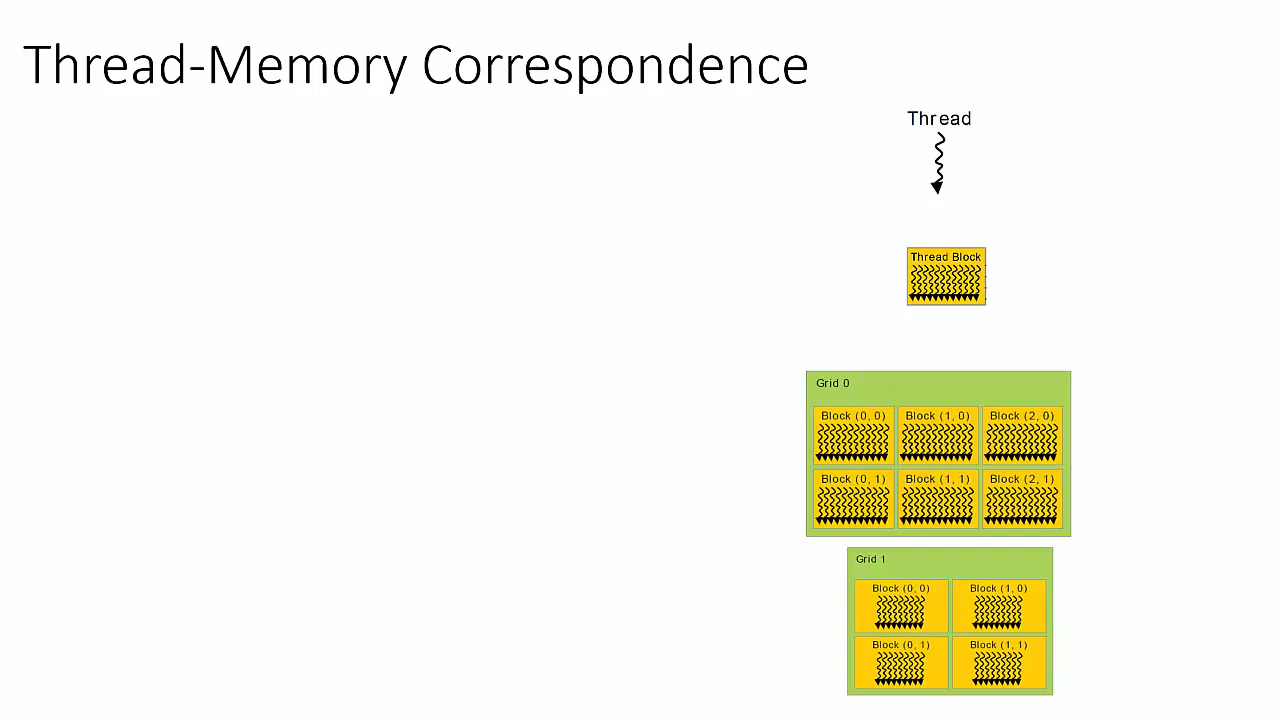 Thread-Memory Correspondence
Thread
Thread Block
Grid 0
Block (0, 0) Block (1, 0) Block (2, 0)
Block (0, 1) Block (1, 1) Block (2, 1)
Grid 1
Block (0, 0) Block (1, 0)
Block (0, 1) Block (1, 1)